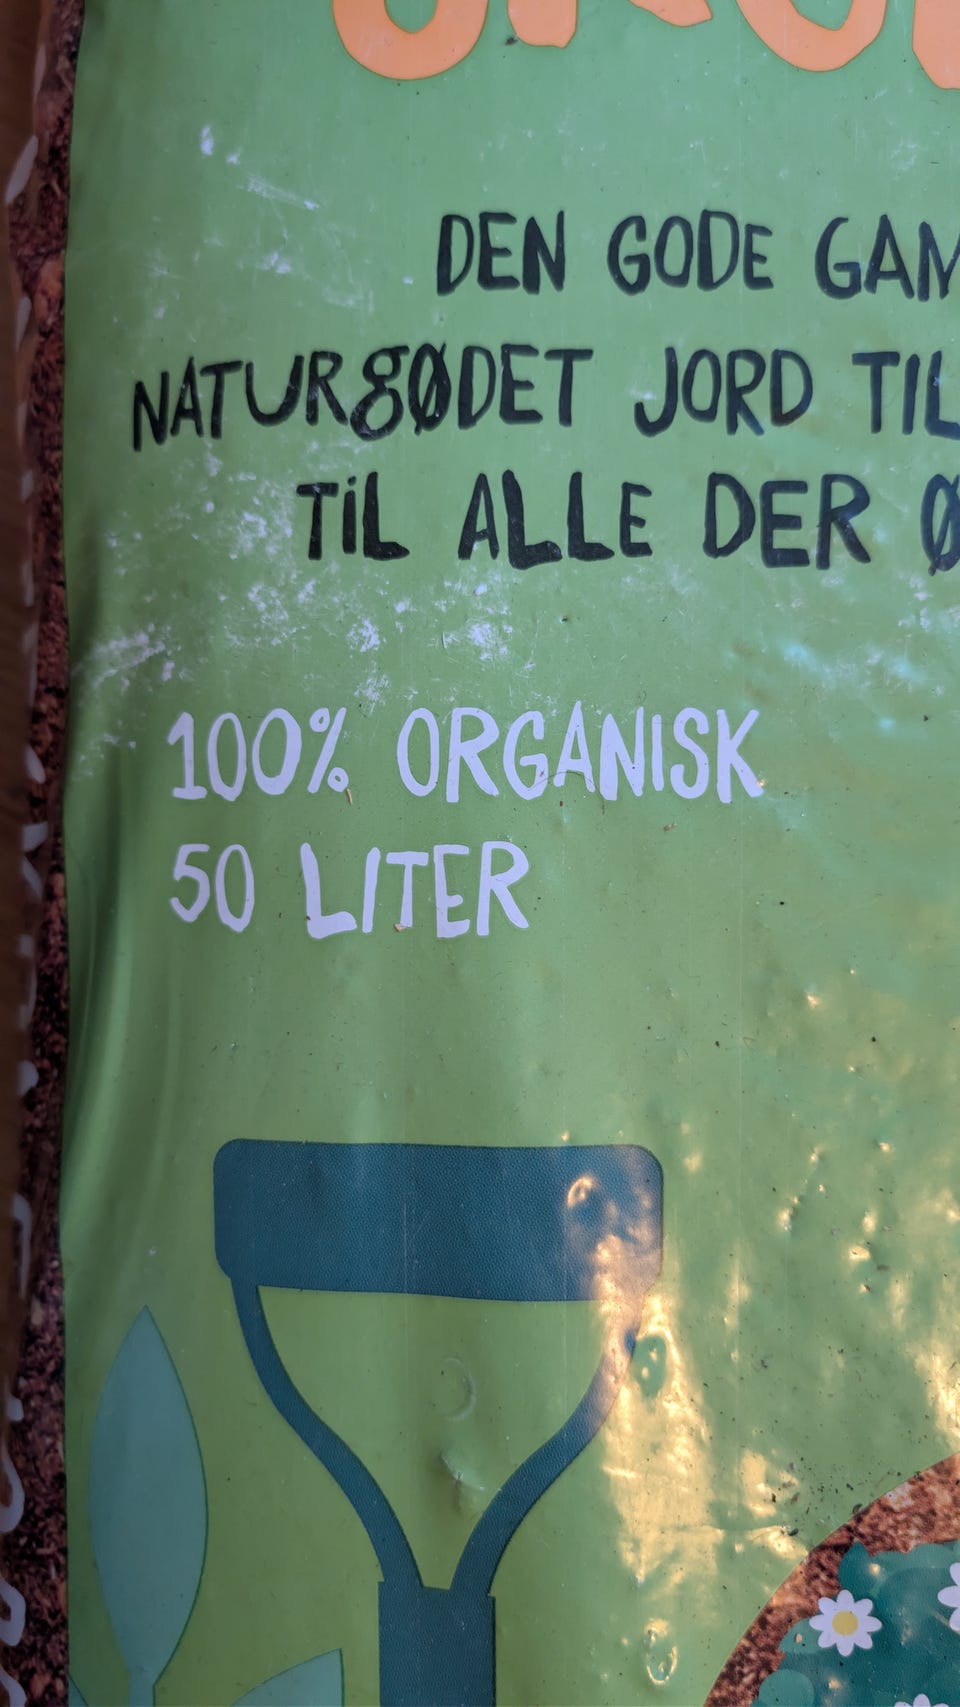 DEN GODE GAM
NATURGØDET JORD TIL
TIL ALLE DER Ø
100% ORGANISK
50 LITER